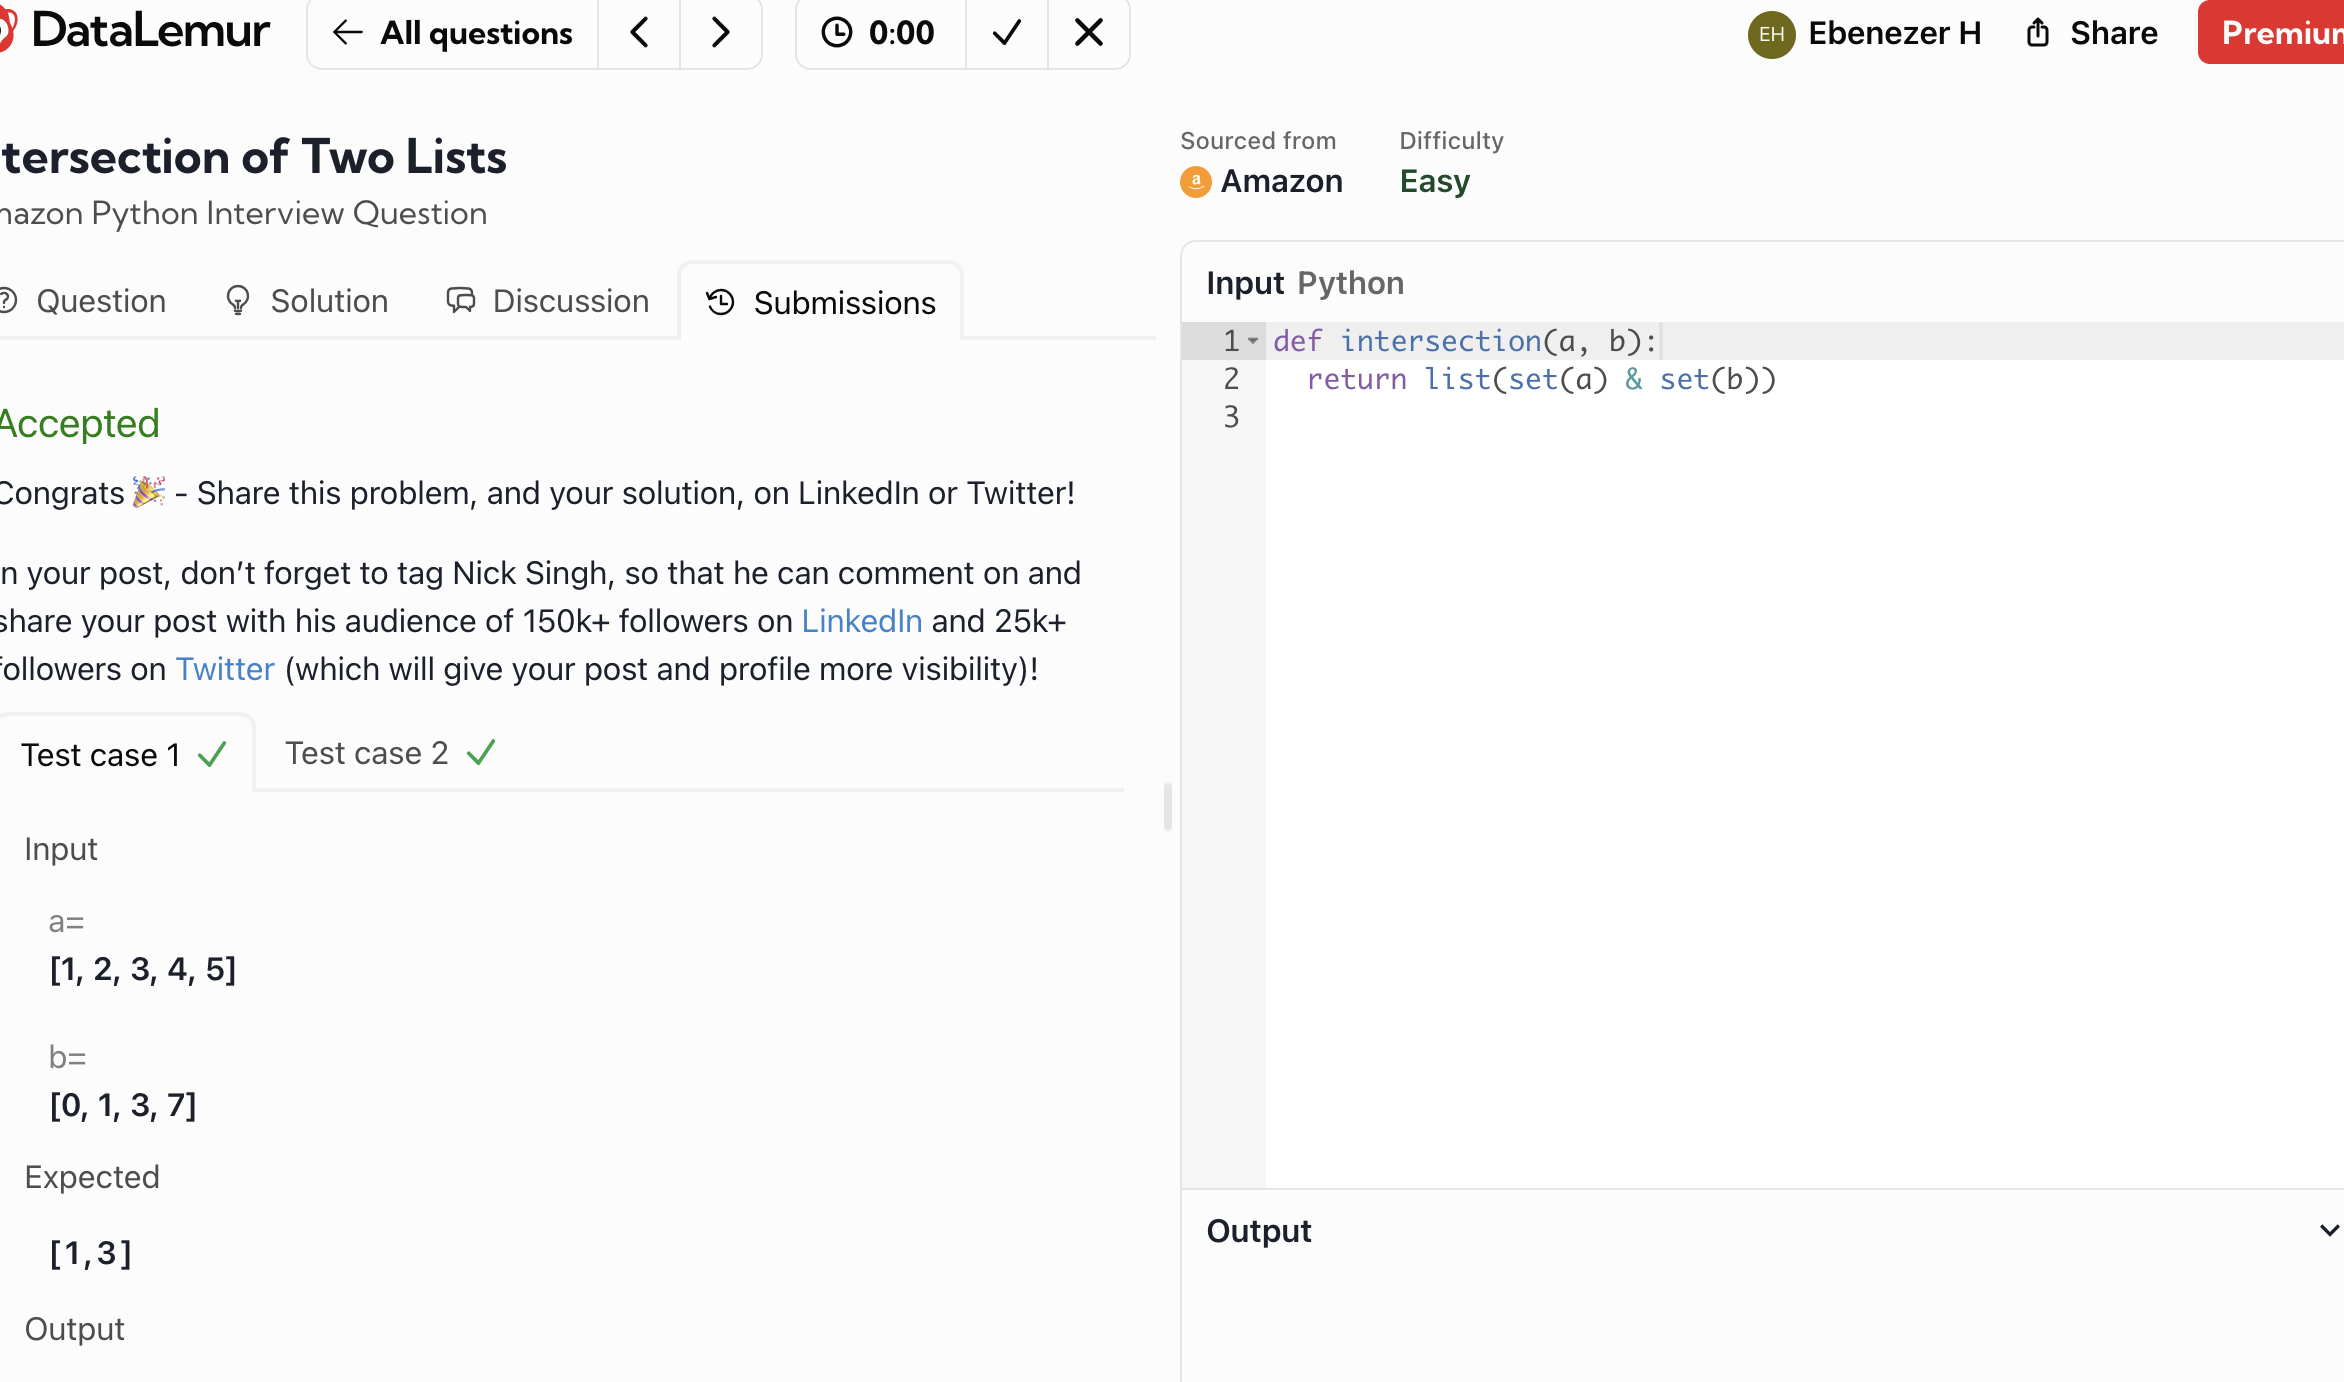 DataLemur
All questions
0:00
EH Ebenezer H
Share
Premium
tersection of Two Lists
nazon Python Interview Question
Question
Solution
Discussion
Submissions
Accepted
Congrats 🎉 - Share this problem, and your solution, on LinkedIn or Twitter!
n your post, don't forget to tag Nick Singh, so that he can comment on and
share your post with his audience of 150k+ followers on LinkedIn and 25k+
followers on Twitter (which will give your post and profile more visibility)!
Test case 1
Test case 2
Input
a=
[1, 2, 3, 4, 5]
b=
[0, 1, 3, 7]
Expected
[1,3]
Output
Sourced from
Difficulty
a Amazon
Easy
Input Python
1 def intersection(a, b):
2   return list(set(a) & set(b))
3
Output